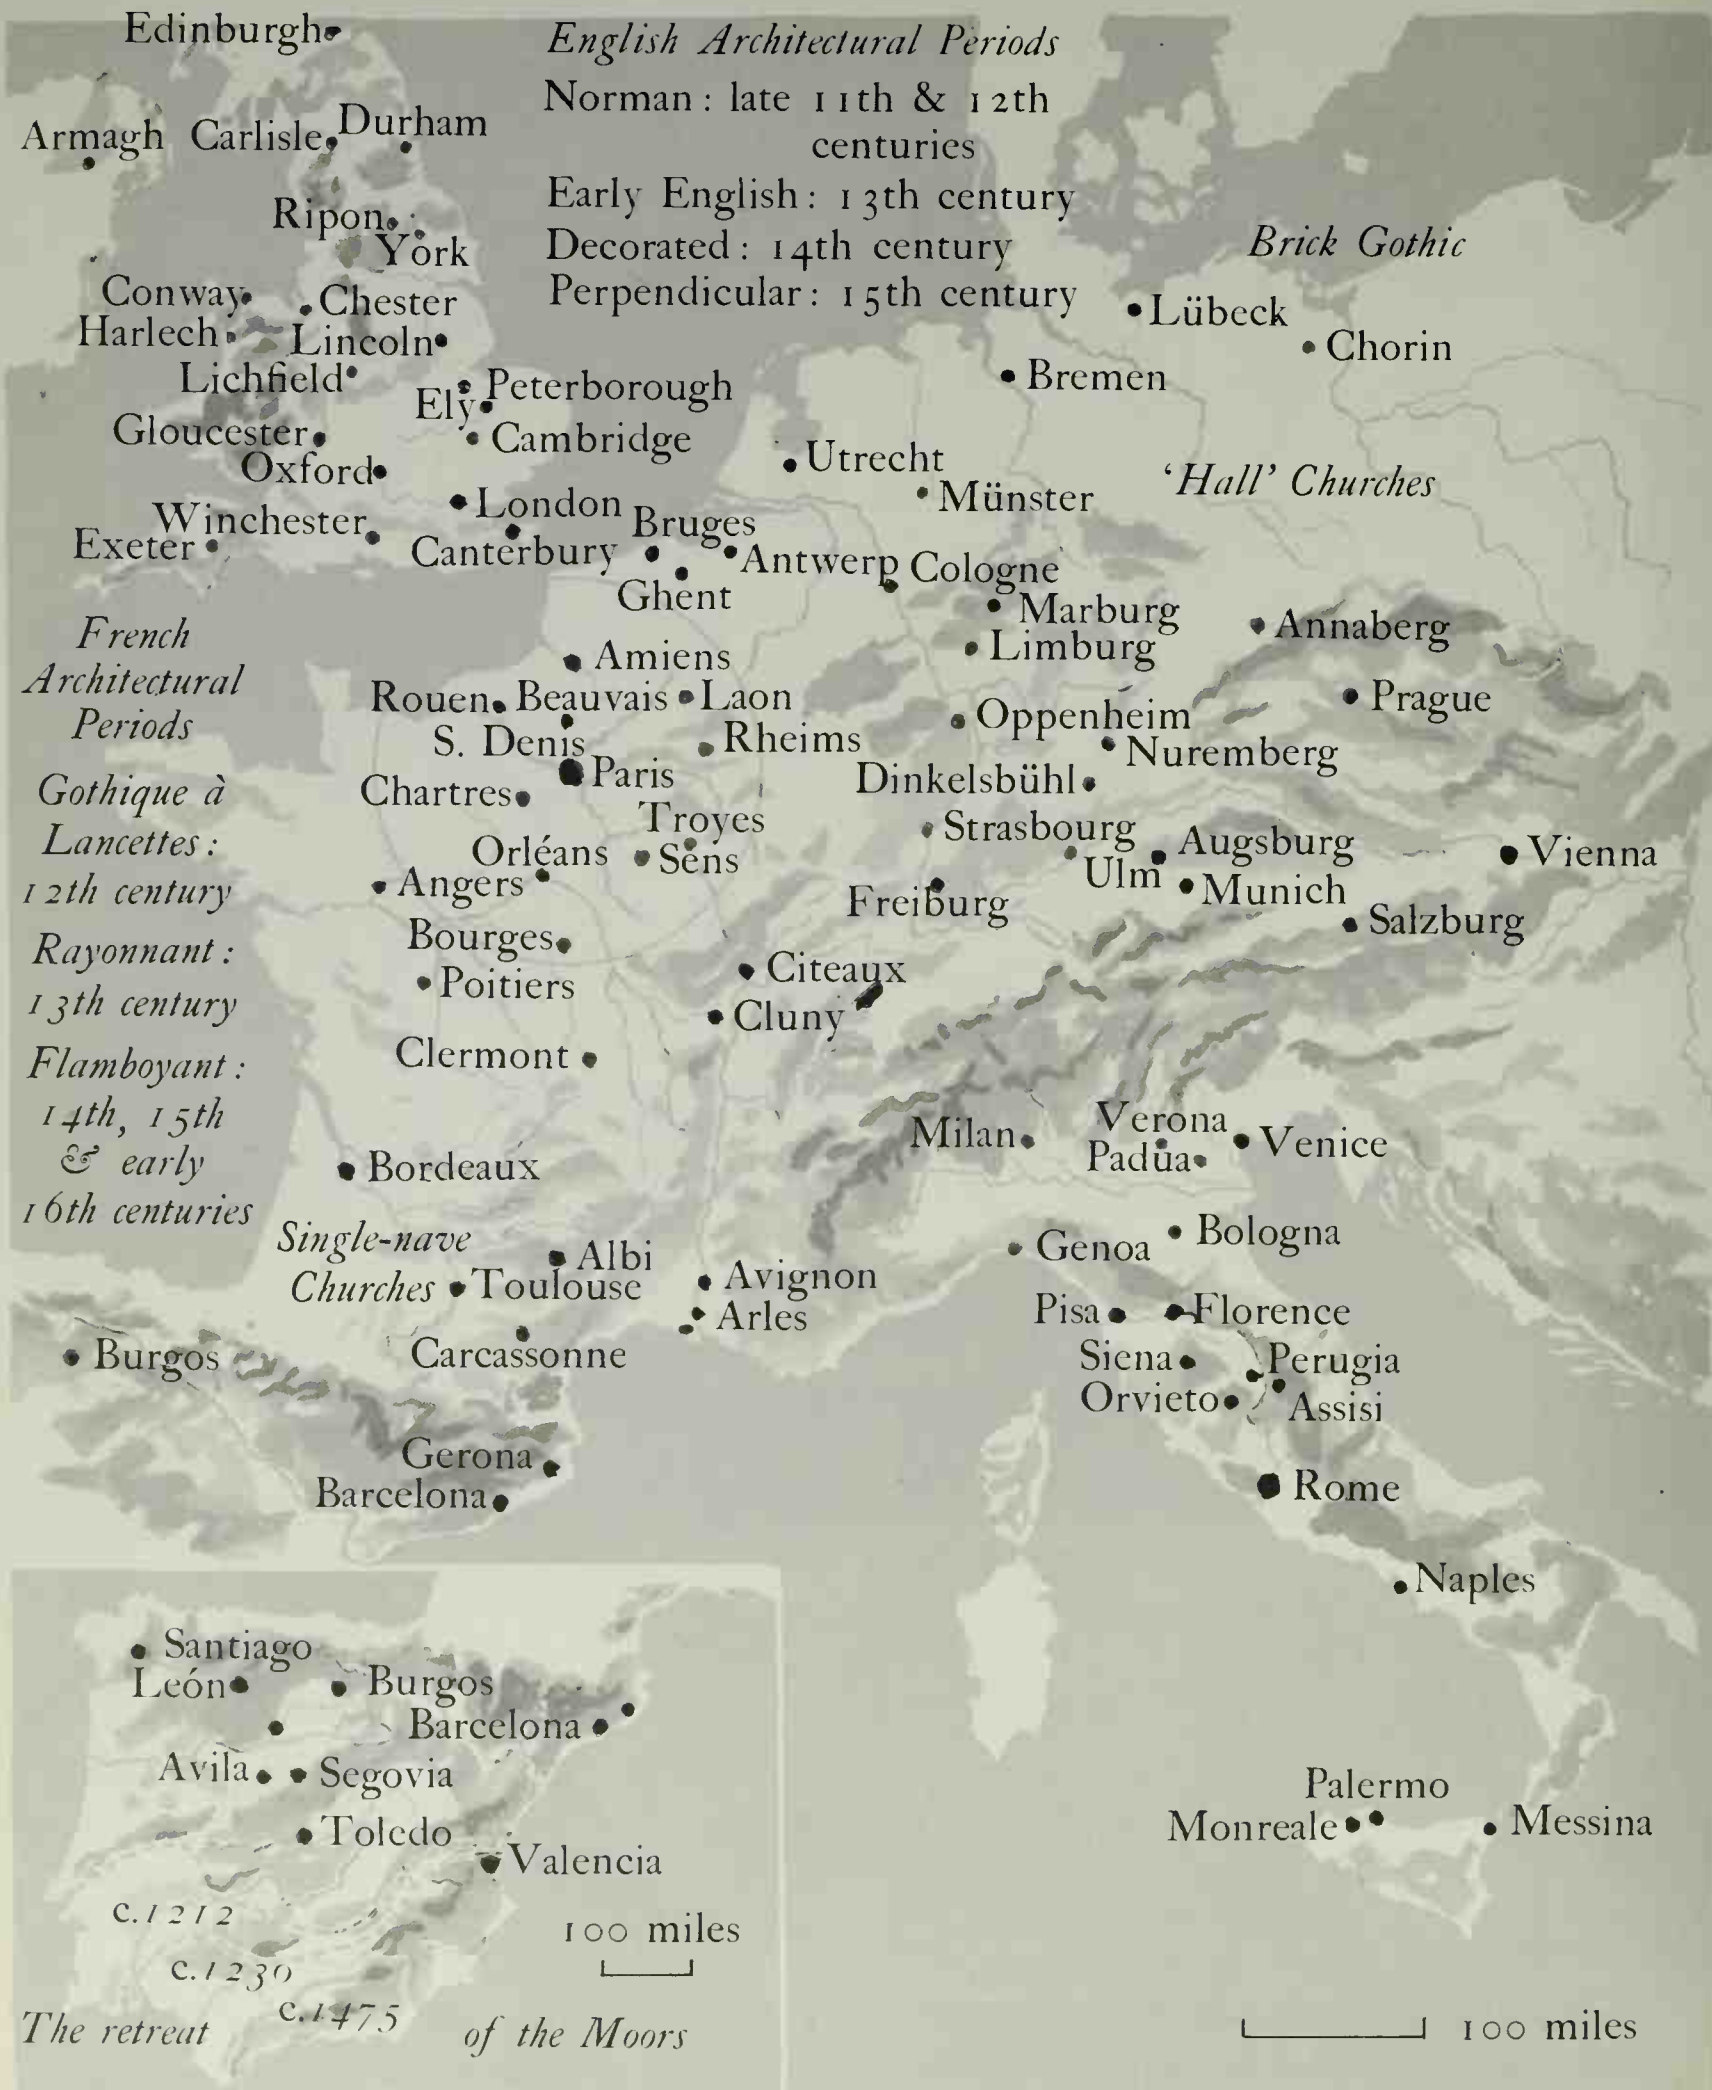 Edinburgh
English Architectural Periods
Norman: late 11th & 12th
centuries
Early English: 13th century
Decorated: 14th century
Perpendicular: 15th century
Armagh
Carlisle
Durham
Ripon
York
Conway
Chester
Harlech
Lincoln
Lichfield
Peterborough
Ely
Gloucester
Cambridge
Oxford
London
Winchester
Exeter
Canterbury
Brick Gothic
Lübeck
Chorin
Bremen
Utrecht
Münster
'Hall' Churches
Bruges
Antwerp
Cologne
Ghent
Marburg
Limburg
Annaberg
Prague
French
Architectural
Periods
Gothique à
Lancettes:
12th century
Rayonnant:
13th century
Flamboyant:
14th, 15th
& early
16th centuries
Amiens
Rouen
Beauvais
Laon
S. Denis
Rheims
Paris
Chartres
Troyes
Orléans
Sens
Angers
Bourges
Poitiers
Clermont
Oppenheim
Nuremberg
Dinkelsbühl
Strasbourg
Augsburg
Ulm
Munich
Vienna
Freiburg
Salzburg
Citeaux
Cluny
Milan
Verona
Padua
Venice
Bordeaux
Single-nave
Churches
Albi
Toulouse
Avignon
Arles
Carcassonne
Genoa
Bologna
Pisa
Florence
Siena
Perugia
Orvieto
Assisi
Burgos
Gerona
Barcelona
Rome
Naples
Palermo
Monreale
Messina
Santiago
León
Burgos
Barcelona
Avila
Segovia
Toledo
Valencia
c.1212
c.1230
c.1475
100 miles
The retreat
of the Moors
100 miles